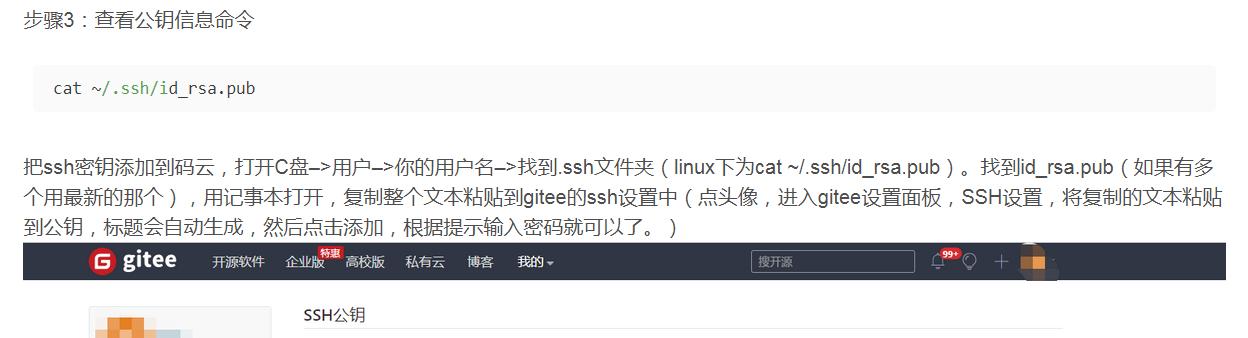 步骤3：查看公钥信息命令
cat ~/.ssh/id_rsa.pub
把ssh密钥添加到码云，打开C盘–>用户–>你的用户名–>找到.ssh文件夹（linux下为cat ~/.ssh/id_rsa.pub）。找到id_rsa.pub（如果有多
个用最新的那个），用记事本打开，复制整个文本粘贴到gitee的ssh设置中（点头像，进入gitee设置面板，SSH设置，将复制的文本粘贴
到公钥，标题会自动生成，然后点击添加，根据提示输入密码就可以了。）
G gitee 开源软件 企业版 特惠 高校版 私有云 博客 我的 搜开源 99+
SSH公钥